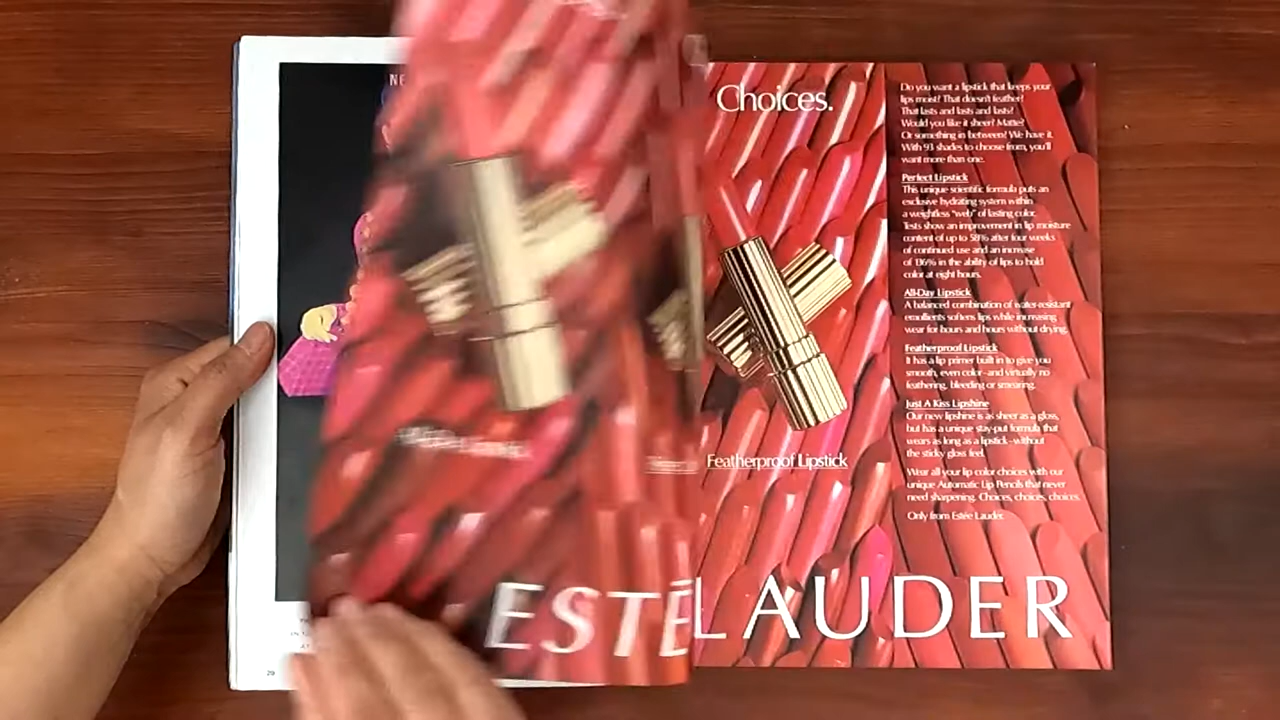 NE
Choices.
Featherproof Lipstick
ESTĒ
LAUDER
Do you want a lipstick that keeps your
lips moist? That doesn't feather?
That lasts and lasts and lasts?
Would you like it sheer? Matte?
Or something in between? We have it.
With 93 shades to choose from, you'll
want more than one.
Perfect Lipstick
This unique scientific formula puts an
exclusive hydrating system within
a weightless "web" of lasting color.
Tests show an improvement in lip moisture
content of up to 58% after four weeks
of continued use and an increase
of 136% in the ability of lips to hold
color at eight hours.
All-Day Lipstick
A balanced combination of water-resistant
emollients softens lips while increasing
wear for hours and hours without drying.
Featherproof Lipstick
It has a lip primer built in to give you
smooth, even color–and virtually no
feathering, bleeding or smearing.
Just A Kiss Lipshine
Our new lipshine is as sheer as a gloss,
but has a unique stay-put formula that
wears as long as a lipstick–without
the sticky gloss feel.
Wear all your lip color choices with our
unique Automatic Lip Pencils that never
need sharpening. Choices, choices, choices.
Only from Estée Lauder.